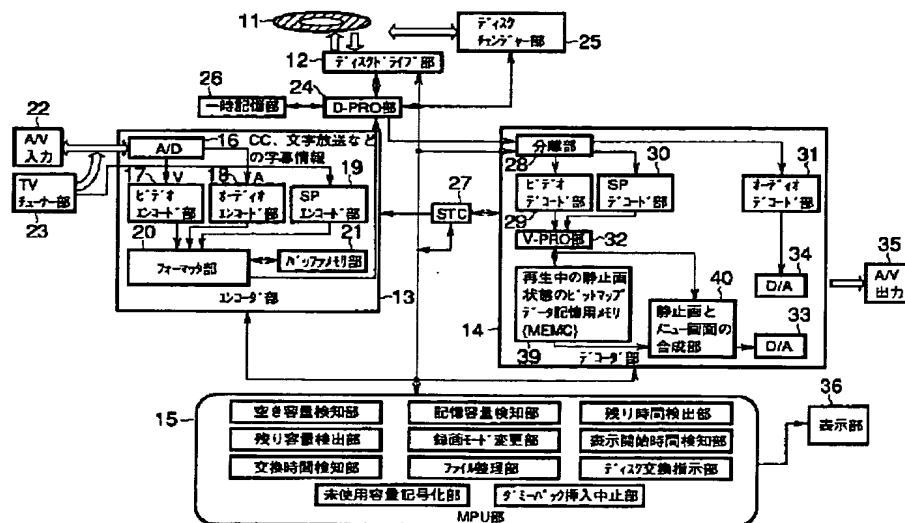 11
ディスク
チェンジャー部
25
12
ディスクドライブ部
26
24
一時記憶部
D-PRO部
22
A/V
入力
16
A/D
CC、文字放送など
の字幕情報
TV
チューナー部
23
17
V
18
A
19
ビデオ
エンコード部
オーディオ
エンコード部
SP
エンコード部
20
21
フォーマッタ部
バッファメモリ部
エンコーダ部
13
27
STC
分離部
28
30
31
ビデオ
デコード部
29
SP
デコード部
オーディオ
デコード部
V-PRO部
32
再生中の静止画
状態のビットマップ
データ記憶用メモリ
{MEMC}
39
40
静止画と
メニュー画面の
合成部
34
D/A
33
D/A
35
A/V
出力
14
デコーダ部
15
空き容量検知部
記憶容量検知部
残り時間検出部
残り容量検出部
録画モード変更部
表示開始時間検知部
交換時間検知部
ファイル整理部
ディスク交換指示部
未使用容量記号化部
ダミーパック挿入中止部
MPU部
36
表示部